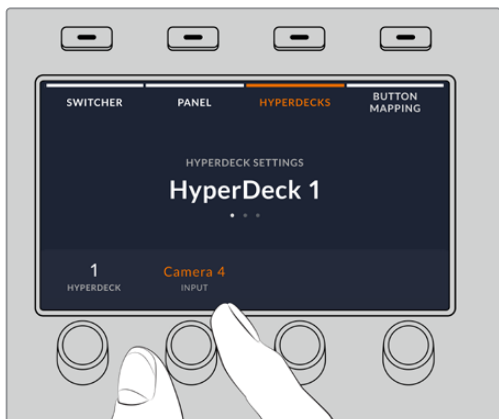 SWITCHER
PANEL
HYPERDECKS
BUTTON
MAPPING
HYPERDECK SETTINGS
HyperDeck 1
1
HYPERDECK
Camera 4
INPUT